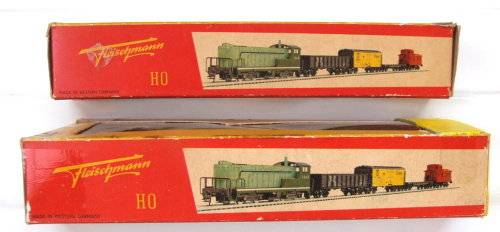 Fleischmann
HO
MADE IN WESTERN GERMANY
Fleischmann
HO
MADE IN WESTERN GERMANY